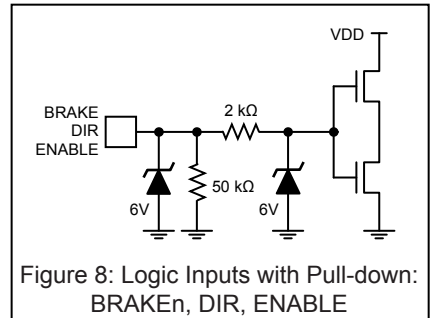 VDD
BRAKE
DIR
ENABLE
2 kΩ
6V
50 kΩ
6V
Figure 8: Logic Inputs with Pull-down:
BRAKEn, DIR, ENABLE